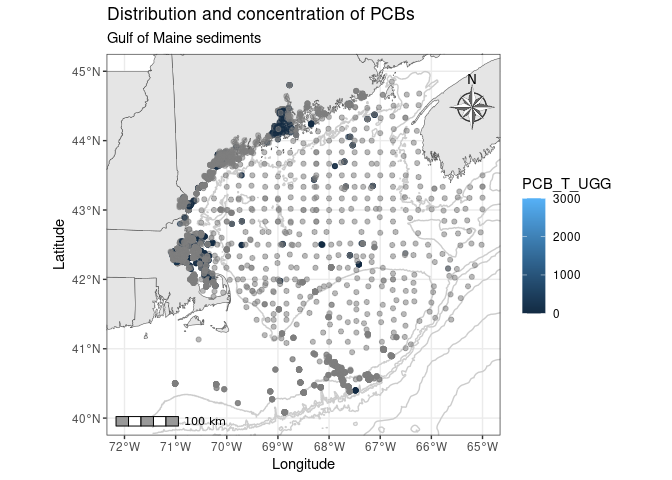 Distribution and concentration of PCBs
Gulf of Maine sediments
45°N
44°N
43°N
42°N
41°N
40°N
Latitude
N
100 km
72°W 71°W 70°W 69°W 68°W 67°W 66°W 65°W
Longitude
PCB_T_UGG
3000
2000
1000
0